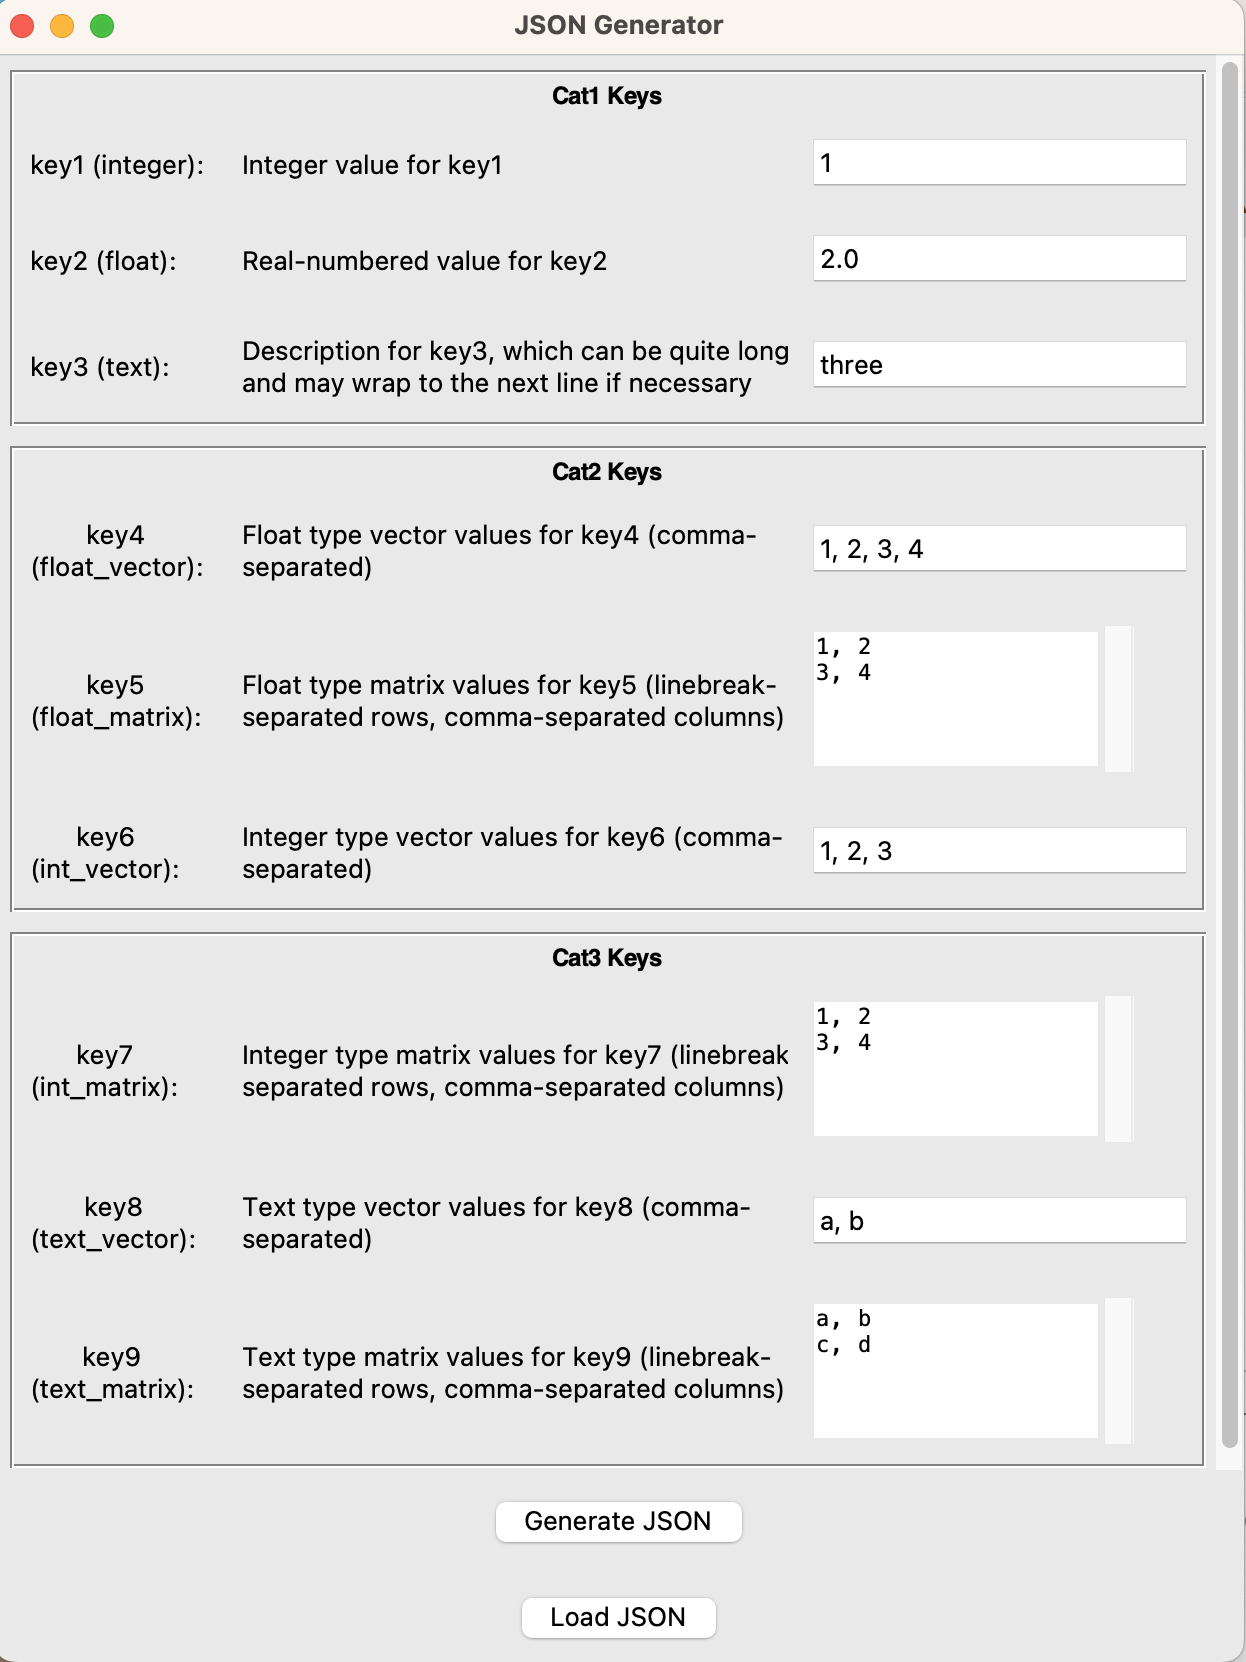 JSON Generator
Cat1 Keys
key1 (integer):
Integer value for key1
1
key2 (float):
Real-numbered value for key2
2.0
key3 (text):
Description for key3, which can be quite long
and may wrap to the next line if necessary
three
Cat2 Keys
key4
(float_vector):
Float type vector values for key4 (comma-
separated)
1, 2, 3, 4
key5
(float_matrix):
Float type matrix values for key5 (linebreak-
separated rows, comma-separated columns)
1, 2
3, 4
key6
(int_vector):
Integer type vector values for key6 (comma-
separated)
1, 2, 3
Cat3 Keys
key7
(int_matrix):
Integer type matrix values for key7 (linebreak
separated rows, comma-separated columns)
1, 2
3, 4
key8
(text_vector):
Text type vector values for key8 (comma-
separated)
a, b
key9
(text_matrix):
Text type matrix values for key9 (linebreak-
separated rows, comma-separated columns)
a, b
c, d
Generate JSON
Load JSON